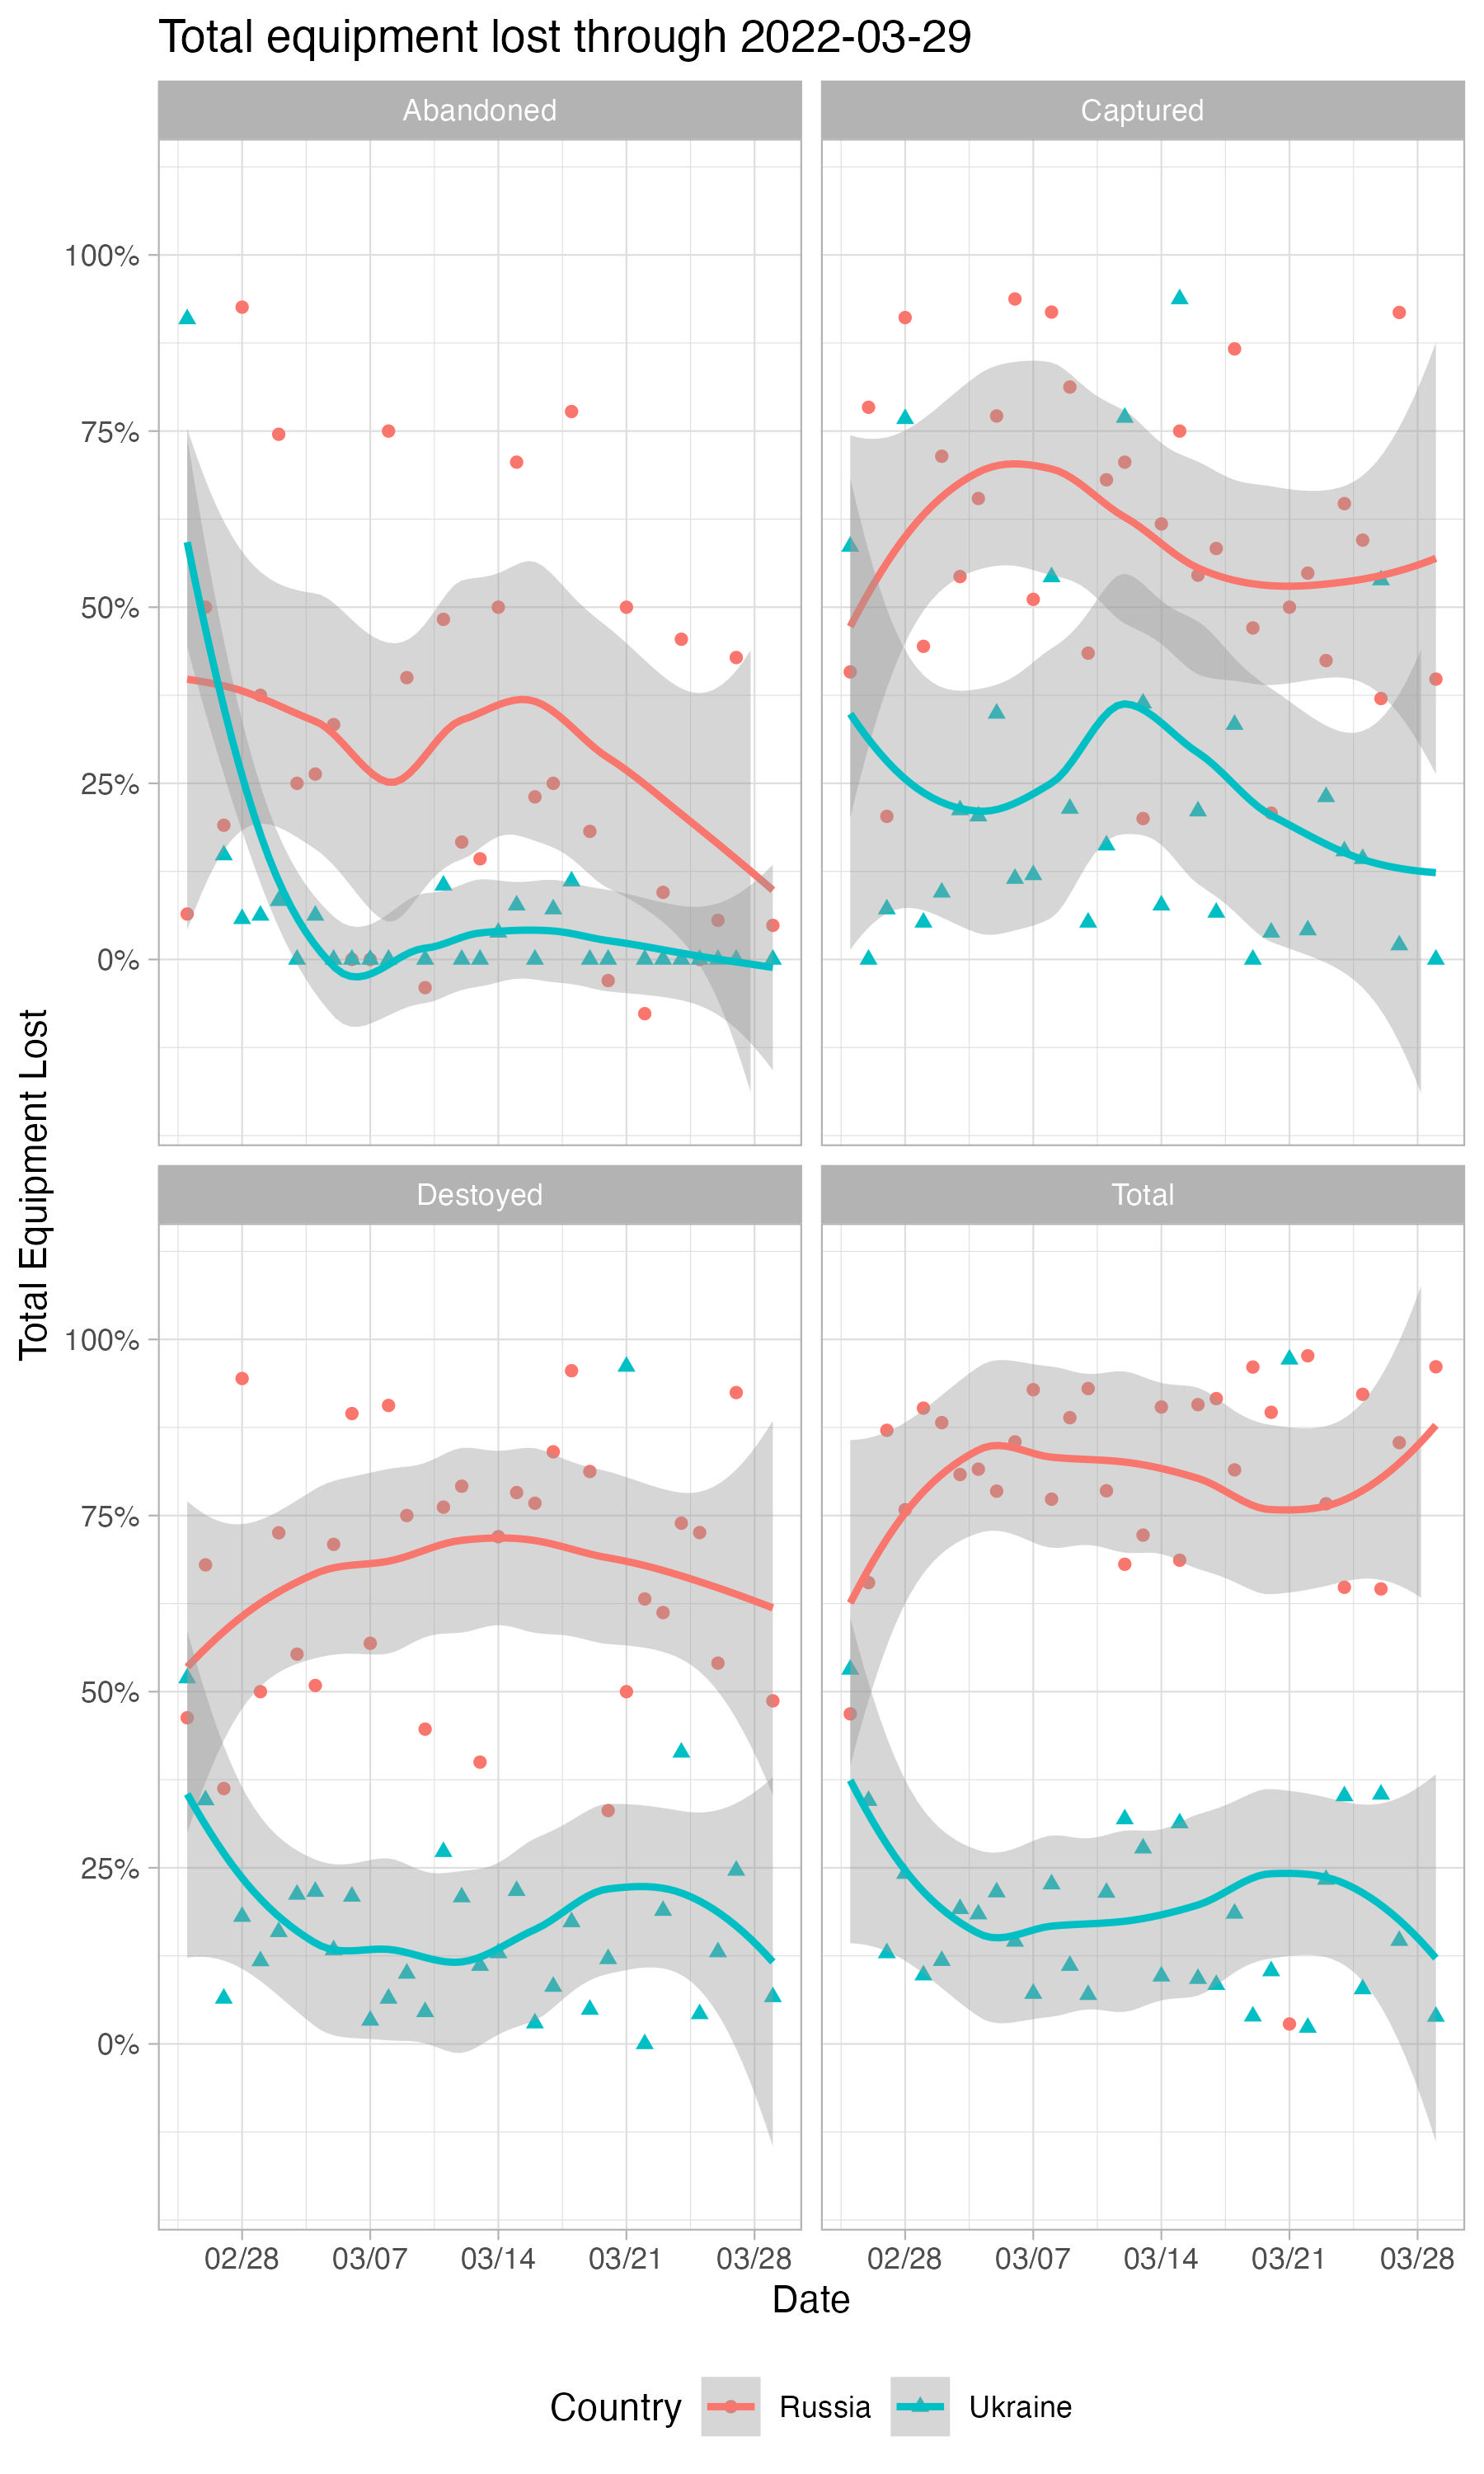 Total equipment lost through 2022-03-29
Abandoned
Captured
100%
75%
50%
25%
0%
Total Equipment Lost
Destoyed
Total
100%
75%
50%
25%
0%
02/28 03/07 03/14 03/21 03/28
02/28 03/07 03/14 03/21 03/28
Date
Country Russia Ukraine